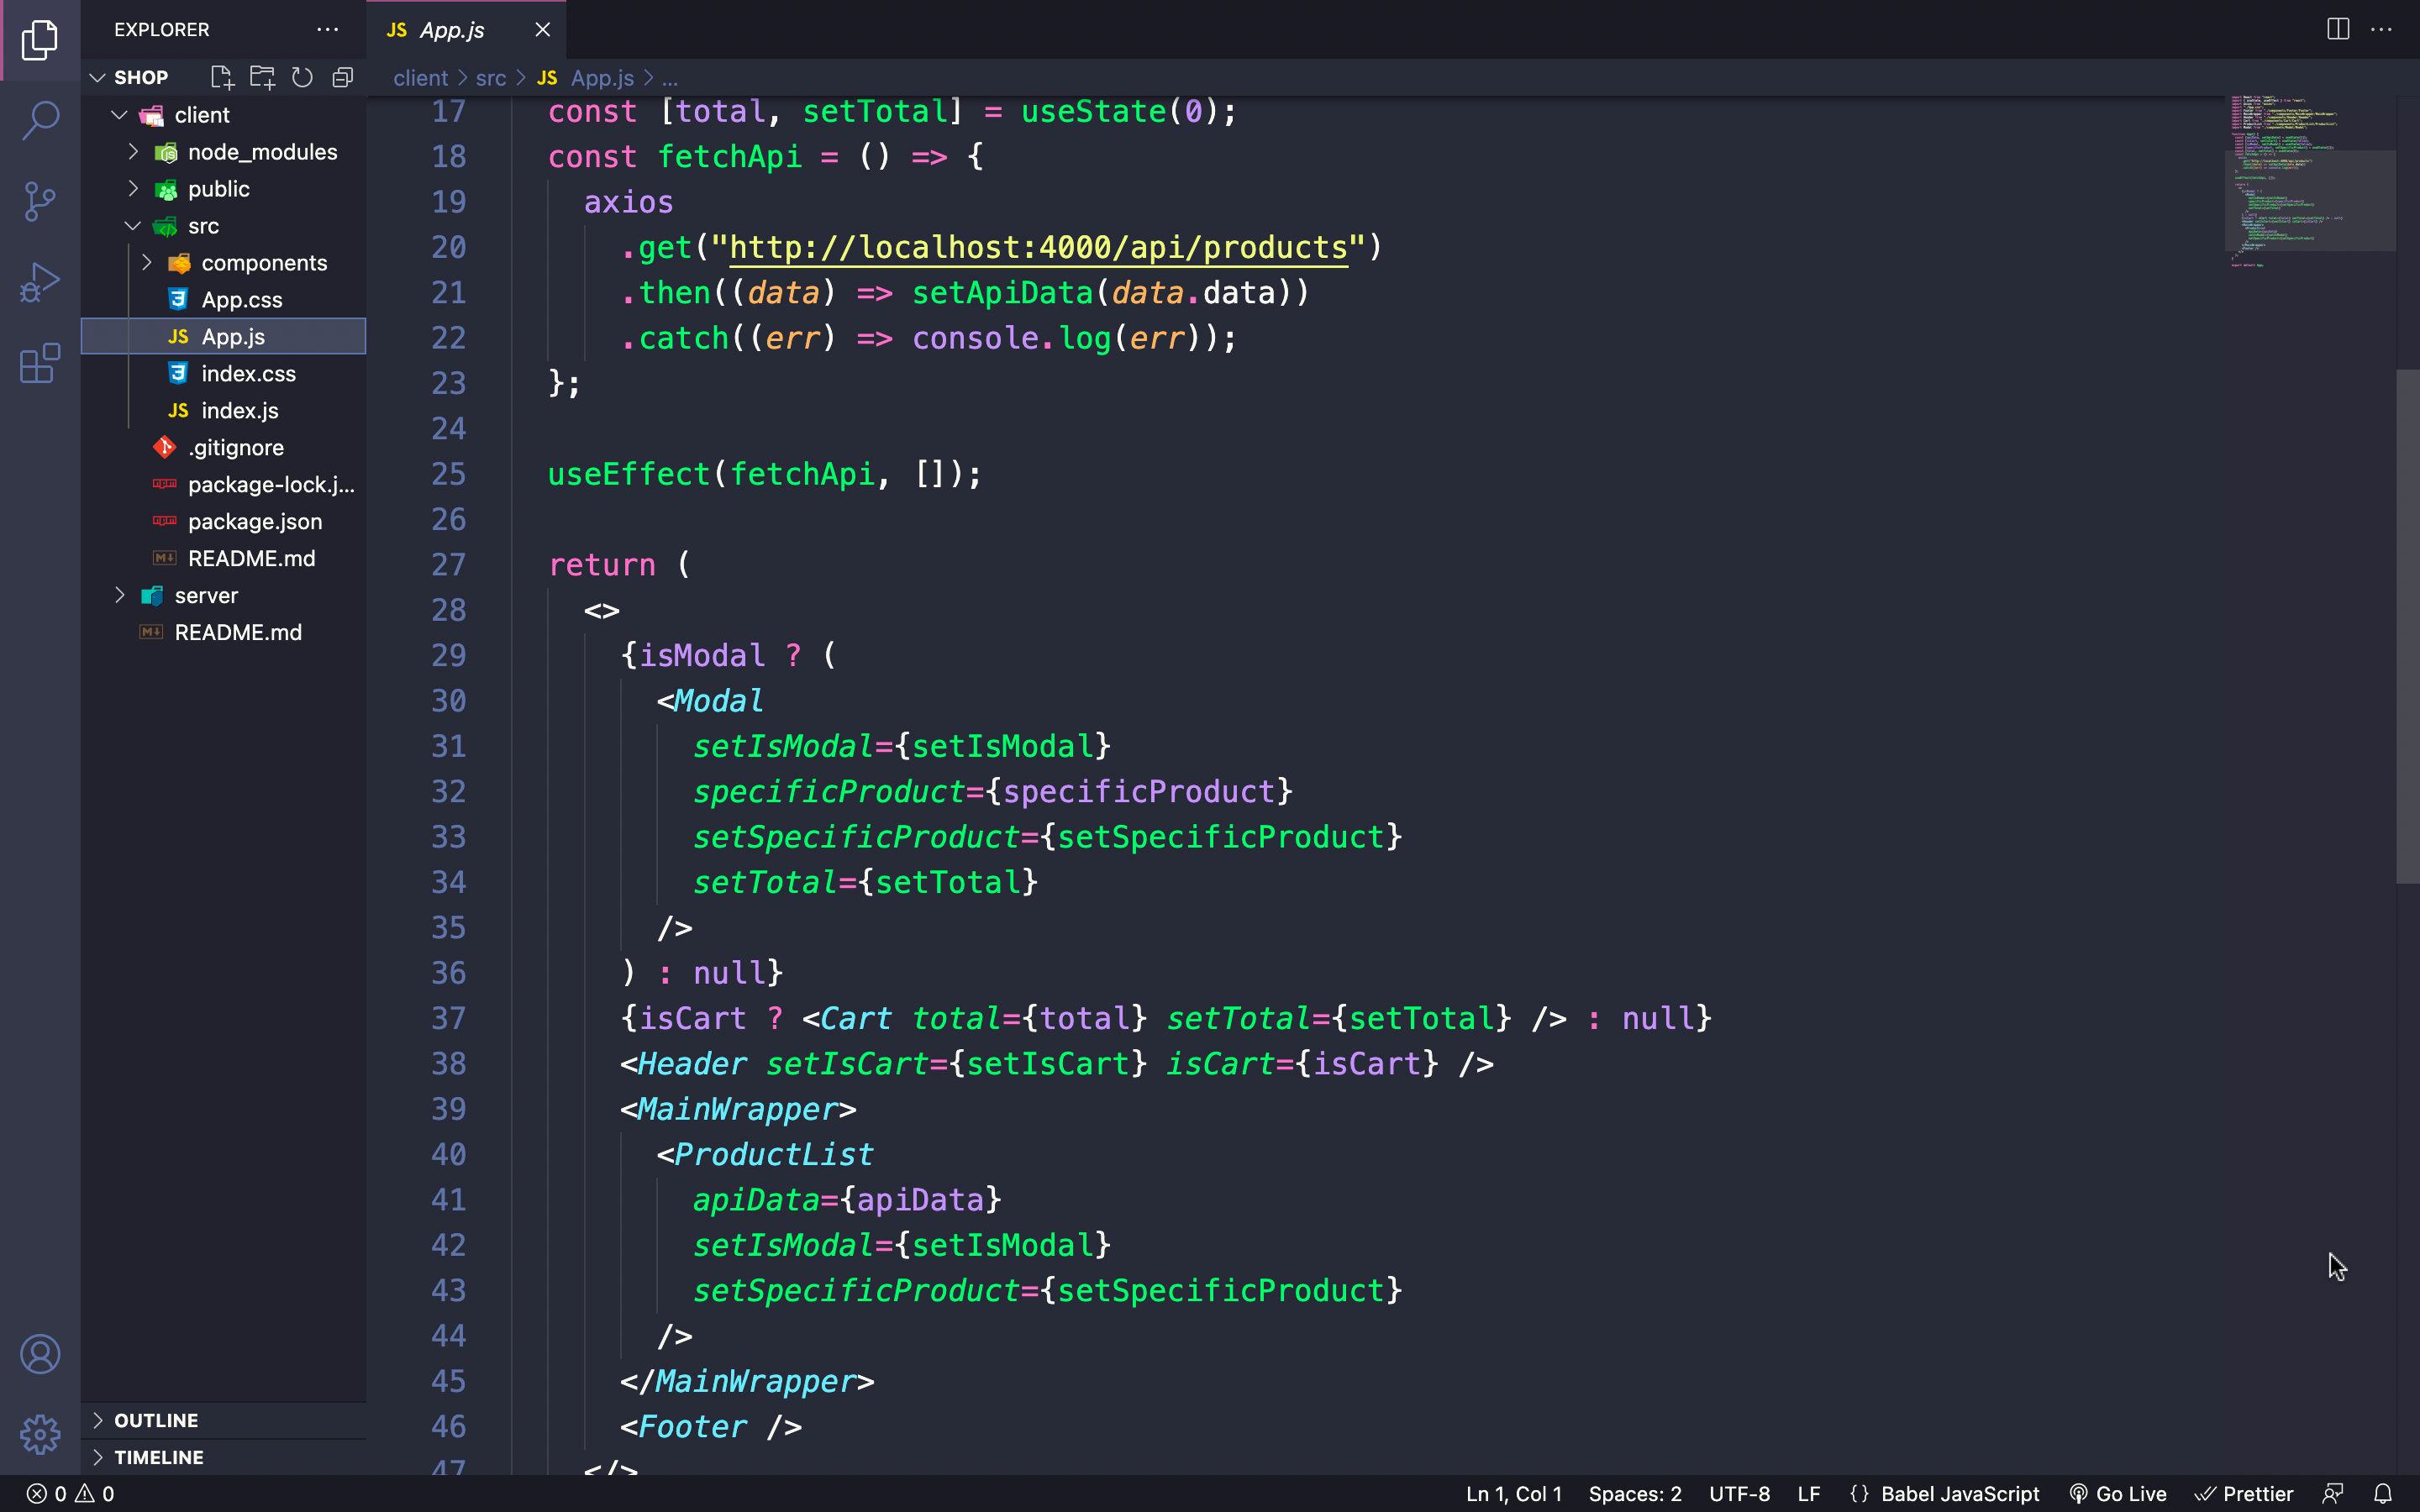 EXPLORER
SHOP
client
node_modules
public
src
components
App.css
JS App.js
index.css
JS index.js
.gitignore
package-lock.j...
package.json
README.md
server
README.md
OUTLINE
TIMELINE
JS App.js
client > src > JS App.js > ...
17 const [total, setTotal] = useState(0);
18 const fetchApi = () => {
19 axios
20 .get("http://localhost:4000/api/products")
21 .then((data) => setApiData(data.data))
22 .catch((err) => console.log(err));
23 };
24
25 useEffect(fetchApi, []);
26
27 return (
28 <>
29 {isModal ? (
30 <Modal
31 setIsModal={setIsModal}
32 specificProduct={specificProduct}
33 setSpecificProduct={setSpecificProduct}
34 setTotal={setTotal}
35 />
36 ) : null}
37 {isCart ? <Cart total={total} setTotal={setTotal} /> : null}
38 <Header setIsCart={setIsCart} isCart={isCart} />
39 <MainWrapper>
40 <ProductList
41 apiData={apiData}
42 setIsModal={setIsModal}
43 setSpecificProduct={setSpecificProduct}
44 />
45 </MainWrapper>
46 <Footer />
47 </>
0 0 Ln 1, Col 1 Spaces: 2 UTF-8 LF {} Babel JavaScript Go Live Prettier